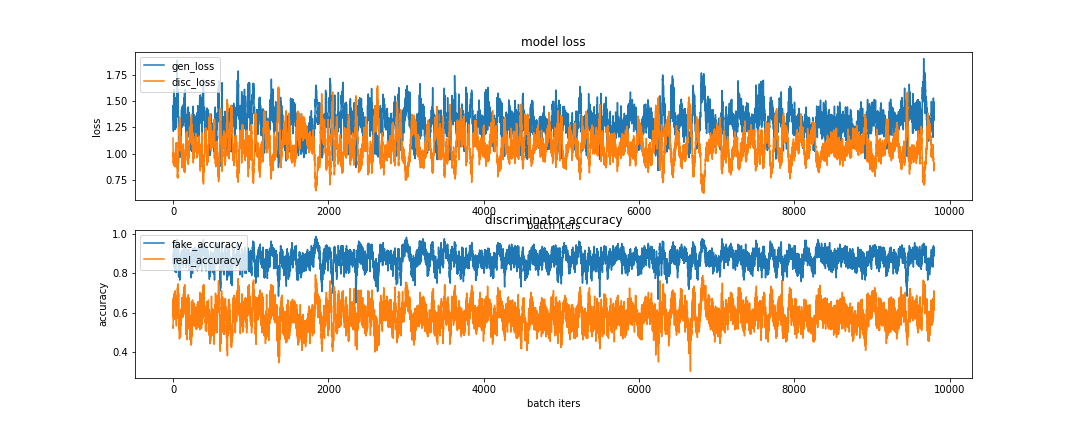 model loss
gen_loss
disc_loss
1.75
1.50
1.25
1.00
0.75
loss
0 2000 4000 6000 8000 10000
batch iters
discriminator accuracy
fake_accuracy
real_accuracy
1.0
0.8
0.6
0.4
accuracy
0 2000 4000 6000 8000 10000
batch iters